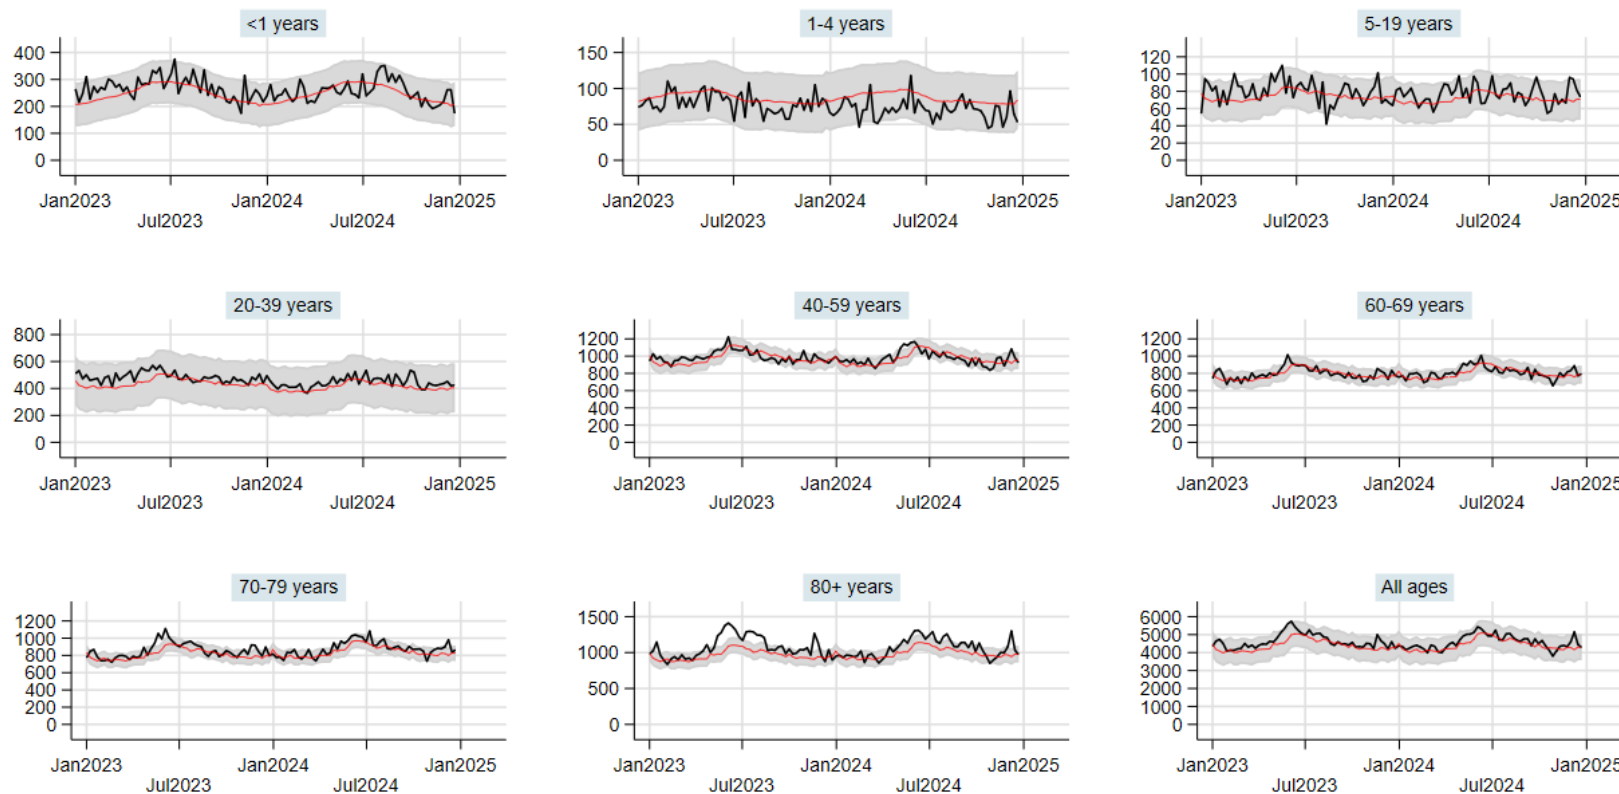 <1 years
400
300
200
100
0
Jan2023
Jul2023
Jan2024
Jul2024
Jan2025
1-4 years
150
100
50
0
Jan2023
Jul2023
Jan2024
Jul2024
Jan2025
5-19 years
120
100
80
60
40
20
0
Jan2023
Jul2023
Jan2024
Jul2024
Jan2025
20-39 years
800
600
400
200
0
Jan2023
Jul2023
Jan2024
Jul2024
Jan2025
40-59 years
1200
1000
800
600
400
200
0
Jan2023
Jul2023
Jan2024
Jul2024
Jan2025
60-69 years
1200
1000
800
600
400
200
0
Jan2023
Jul2023
Jan2024
Jul2024
Jan2025
70-79 years
1200
1000
800
600
400
200
0
Jan2023
Jul2023
Jan2024
Jul2024
Jan2025
80+ years
1500
1000
500
0
Jan2023
Jul2023
Jan2024
Jul2024
Jan2025
All ages
6000
5000
4000
3000
2000
1000
0
Jan2023
Jul2023
Jan2024
Jul2024
Jan2025